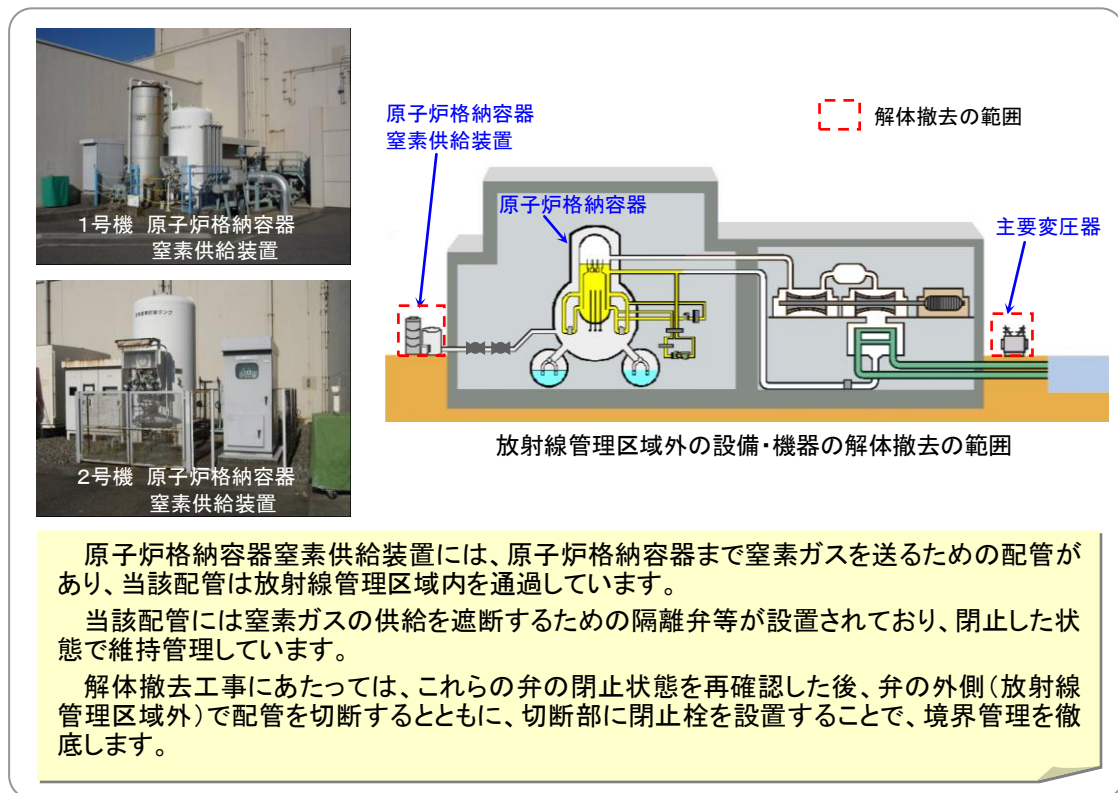 1号機 原子炉格納容器
窒素供給装置
2号機 原子炉格納容器
窒素供給装置
原子炉格納容器
窒素供給装置
解体撤去の範囲
原子炉格納容器
主要変圧器
放射線管理区域外の設備・機器の解体撤去の範囲
原子炉格納容器窒素供給装置には、原子炉格納容器まで窒素ガスを送るための配管が
あり、当該配管は放射線管理区域内を通過しています。
当該配管には窒素ガスの供給を遮断するための隔離弁等が設置されており、閉止した状
態で維持管理しています。
解体撤去工事にあたっては、これらの弁の閉止状態を再確認した後、弁の外側(放射線
管理区域外)で配管を切断するとともに、切断部に閉止栓を設置することで、境界管理を徹
底します。